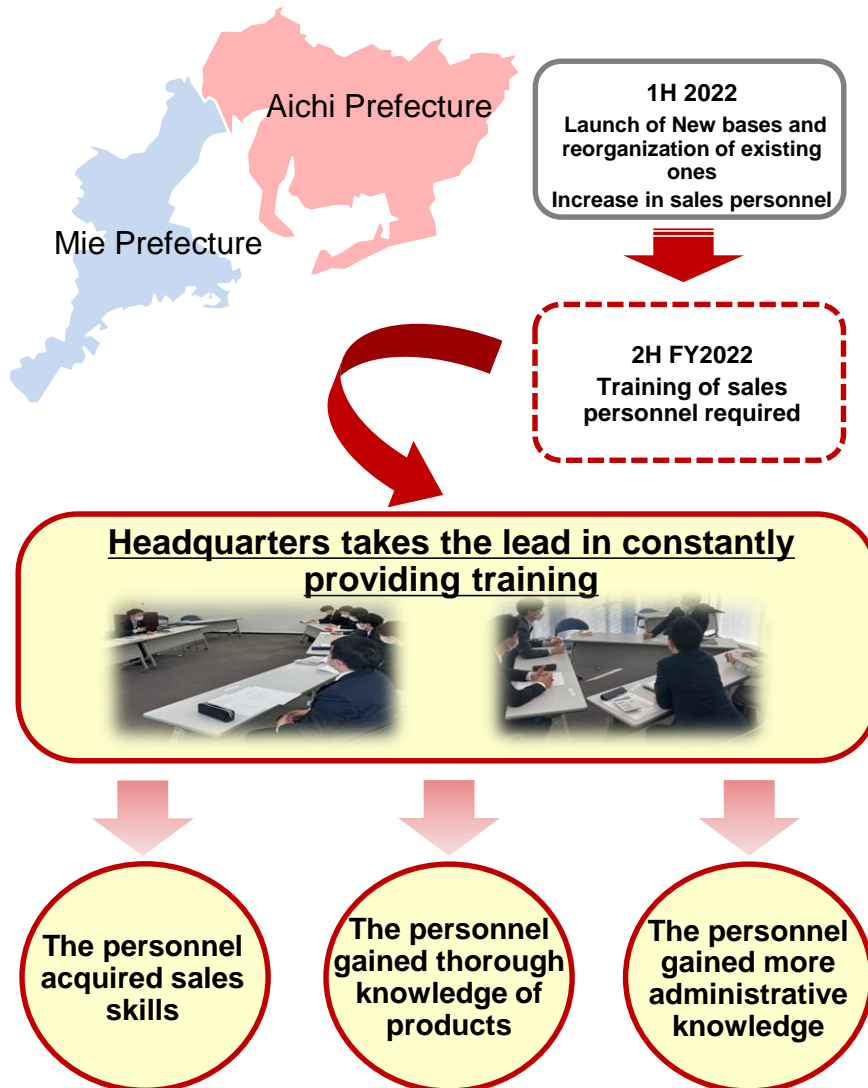 Aichi Prefecture
Mie Prefecture
1H 2022
Launch of New bases and
reorganization of existing
ones
Increase in sales personnel
2H FY2022
Training of sales
personnel required
Headquarters takes the lead in constantly
providing training
The personnel
acquired sales
skills
The personnel
gained thorough
knowledge of
products
The personnel
gained more
administrative
knowledge